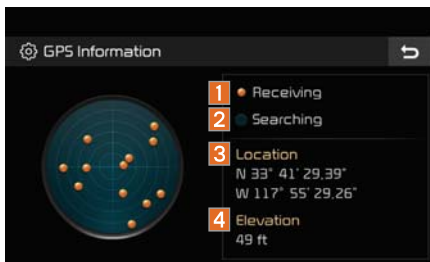 GPS Information
1 Receiving
2 Searching
3 Location
N 33° 41' 29,39"
W 117° 55' 29,26"
4 Elevation
49 ft